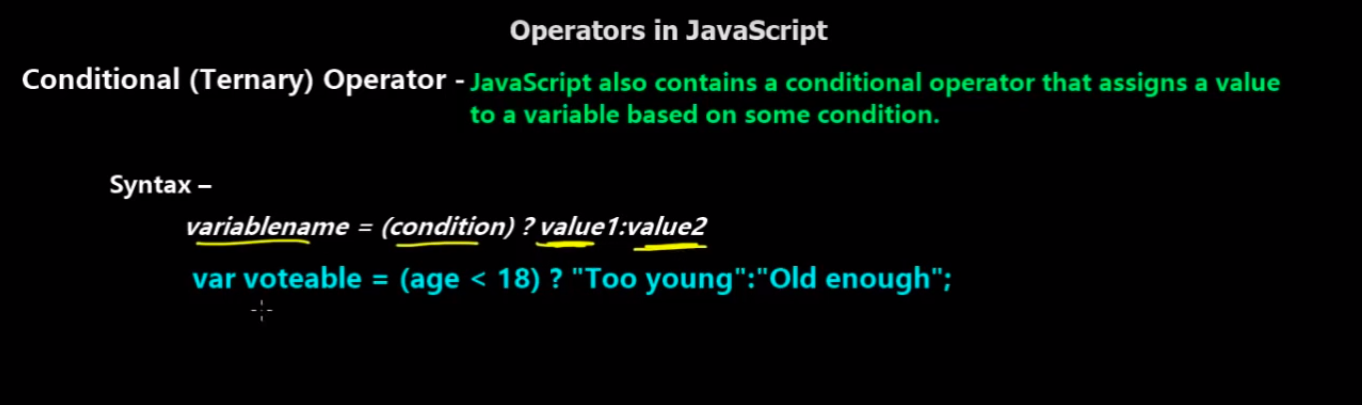 Operators in JavaScript
Conditional (Ternary) Operator - JavaScript also contains a conditional operator that assigns a value
to a variable based on some condition.
Syntax –
variablename = (condition) ? value1:value2
var voteable = (age < 18) ? "Too young":"Old enough";